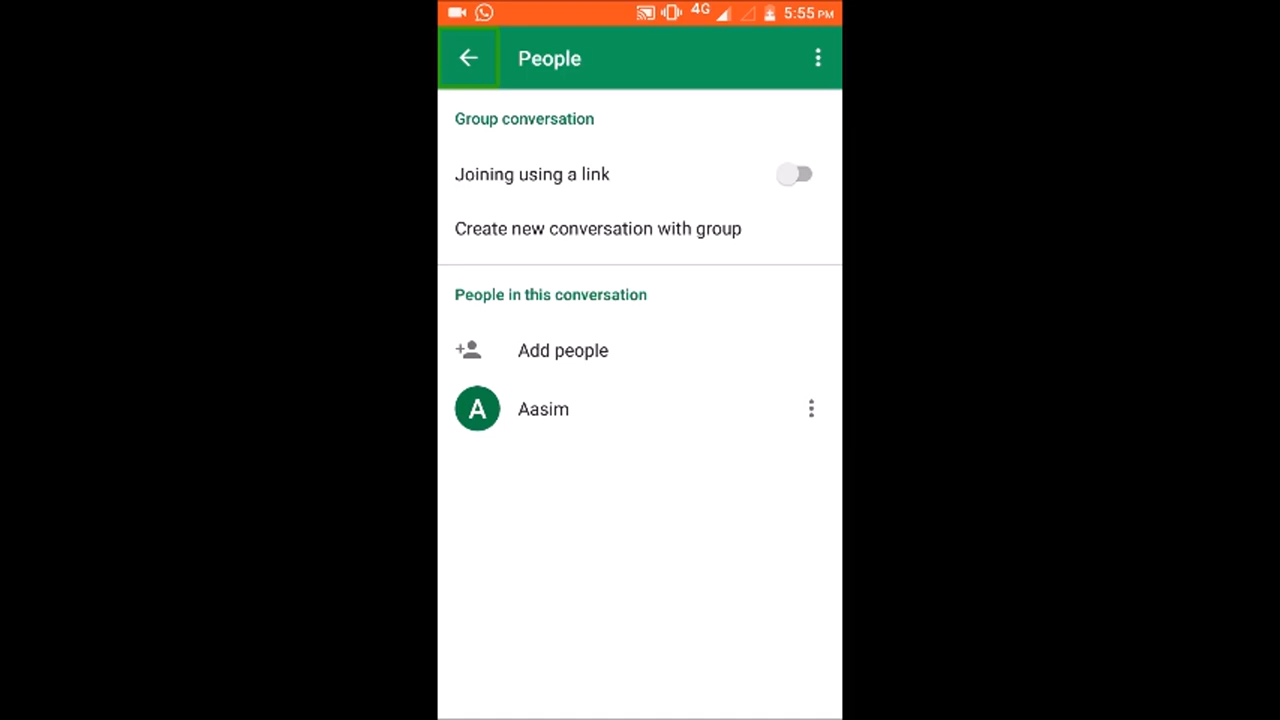 4G 5:55 PM
People
Group conversation
Joining using a link
Create new conversation with group
People in this conversation
Add people
A Aasim